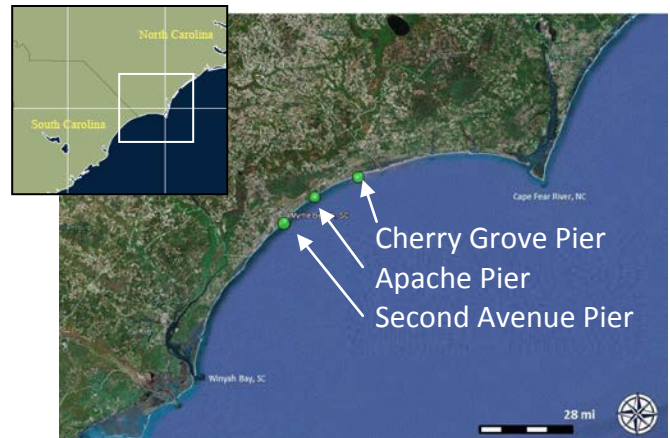 North Carolina
South Carolina
Cape Fear River, NC
Cherry Grove Pier
Apache Pier
Second Avenue Pier
Winyah Bay, SC
28 mi